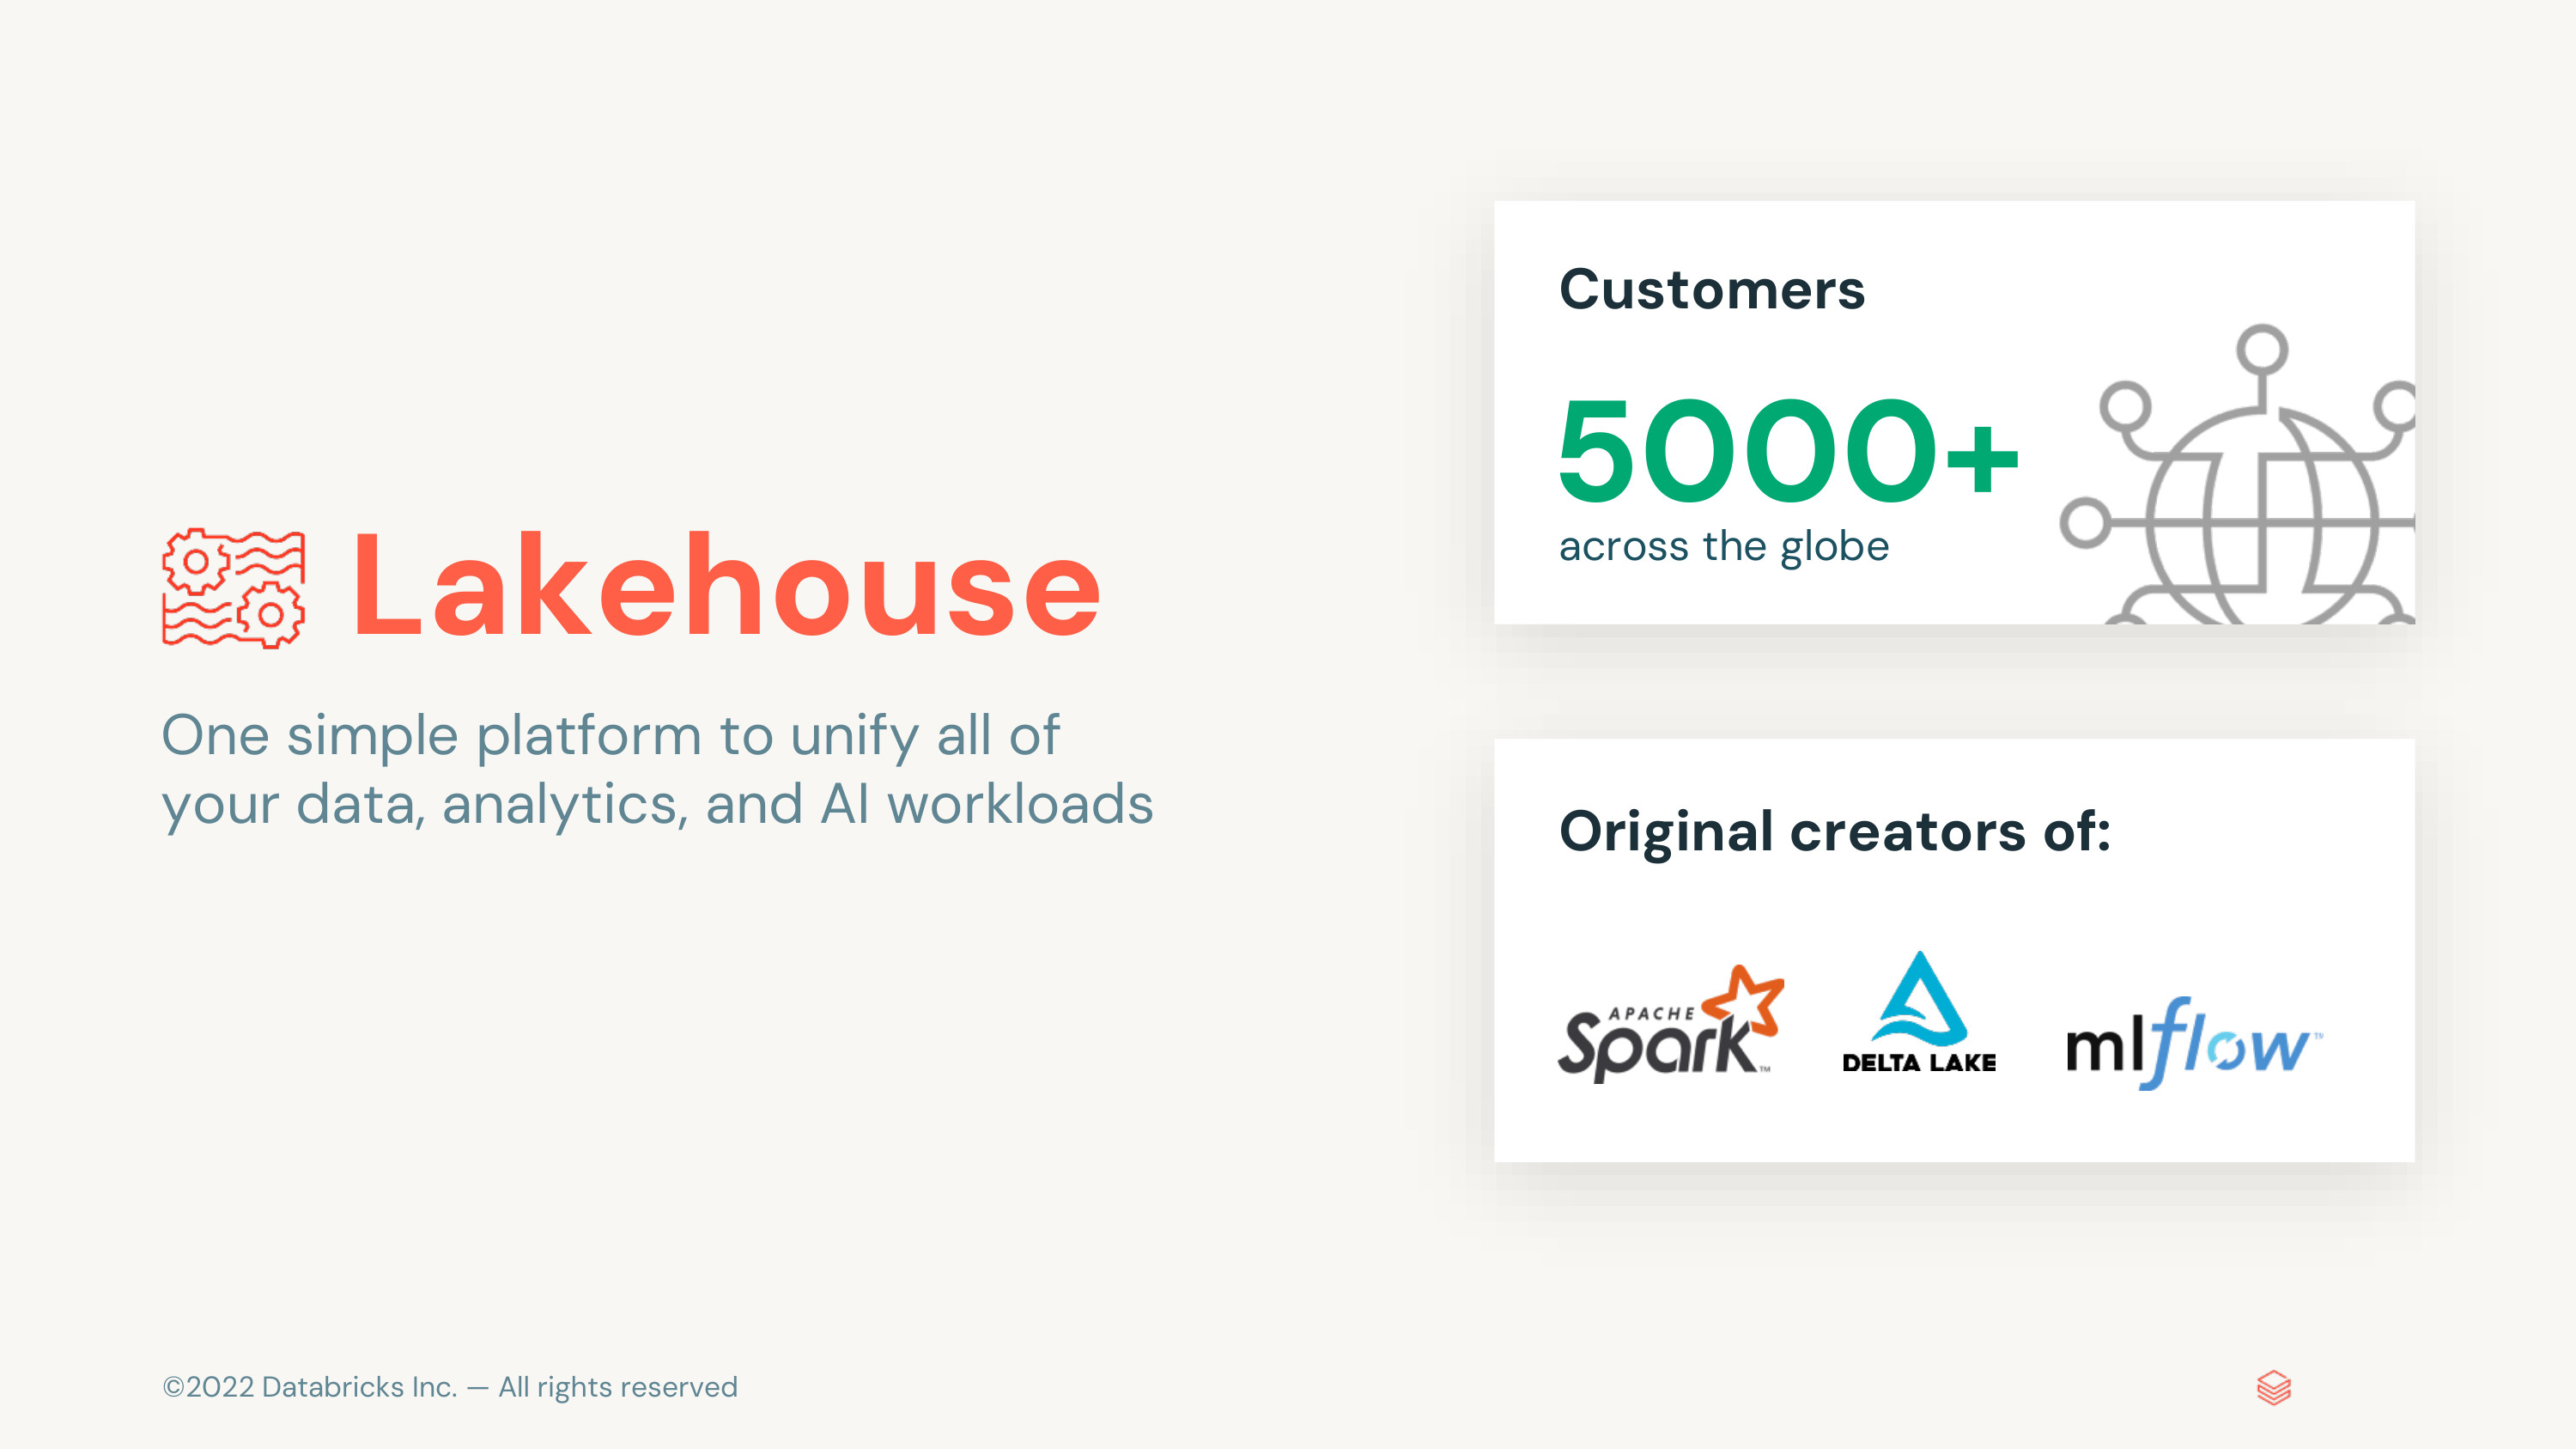 Lakehouse
One simple platform to unify all of
your data, analytics, and AI workloads
Customers
5000+
across the globe
Original creators of:
APACHE
Spark™
DELTA LAKE
mlflow™
©2022 Databricks Inc. — All rights reserved